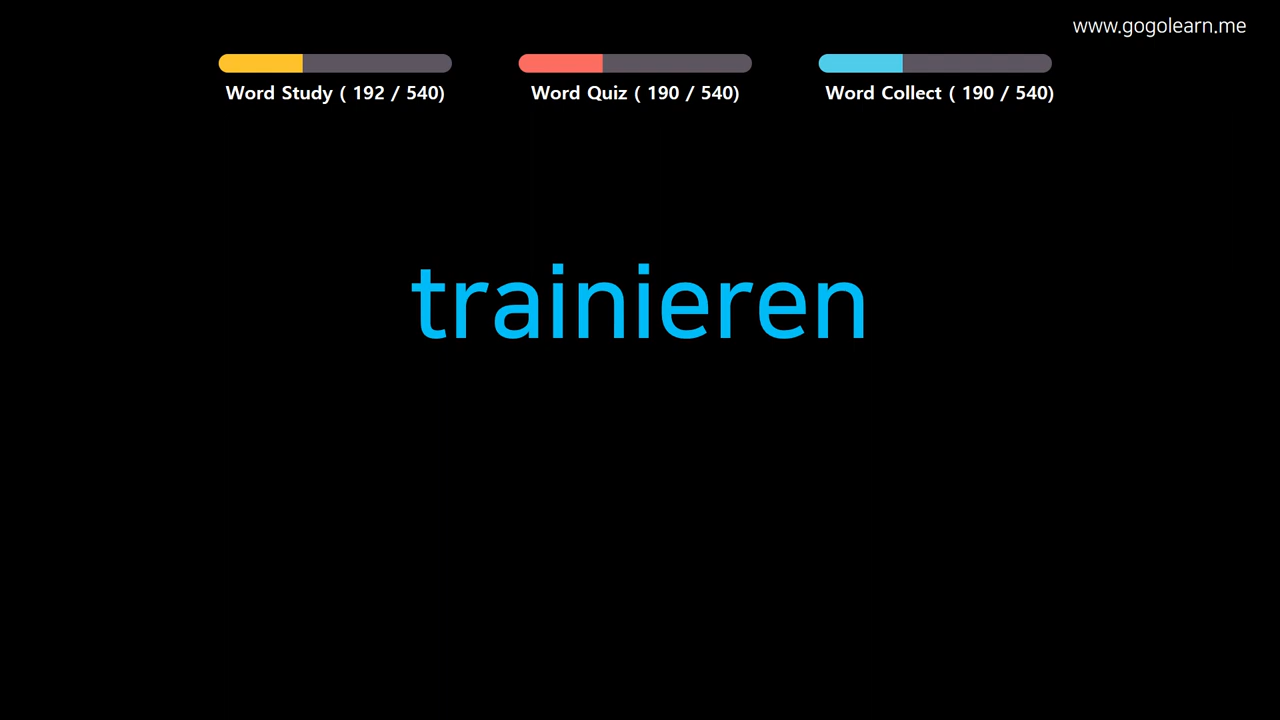 www.gogolearn.me
Word Study ( 192 / 540)
Word Quiz ( 190 / 540)
Word Collect ( 190 / 540)
trainieren